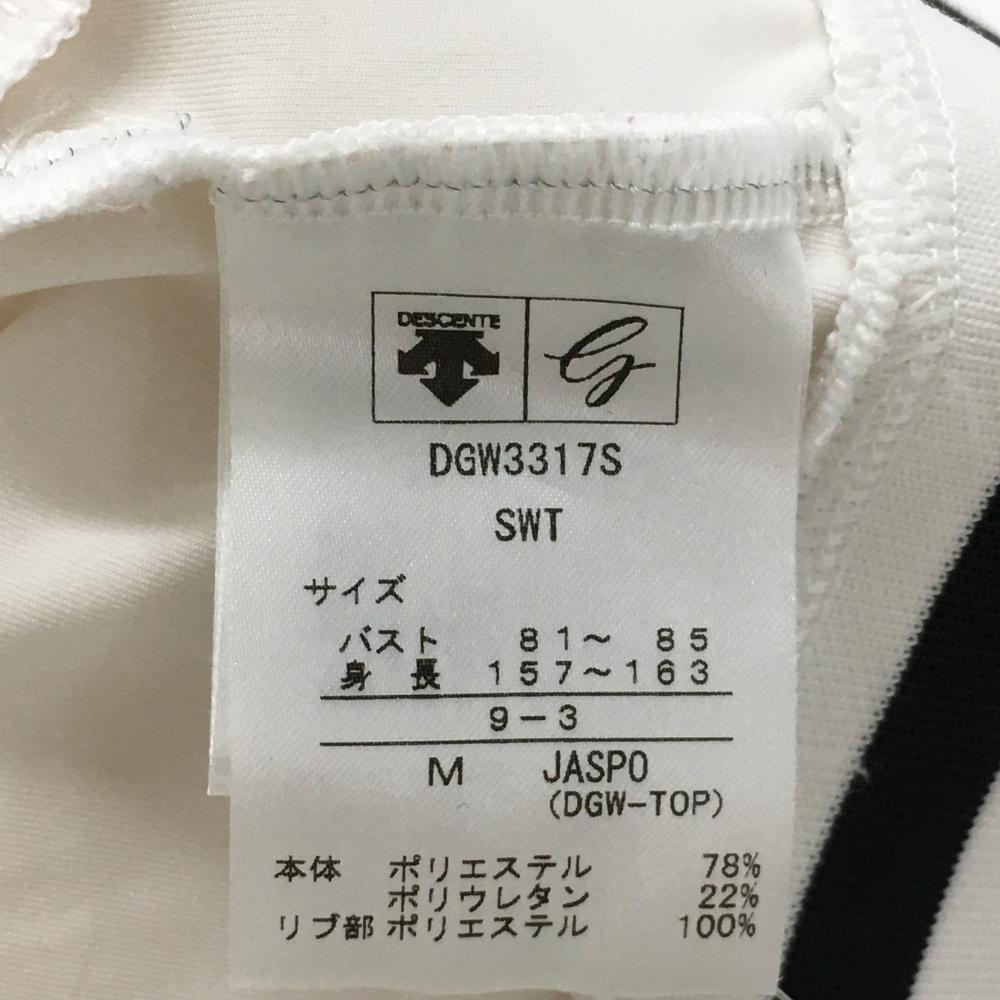 DESCENTE
G
DGW3317S
SWT
サイズ
バスト 81～ 85
身長 157～163
9－3
M JASPO
(DGW-TOP)
本体 ポリエステル 78%
ポリウレタン 22%
リブ部 ポリエステル 100%